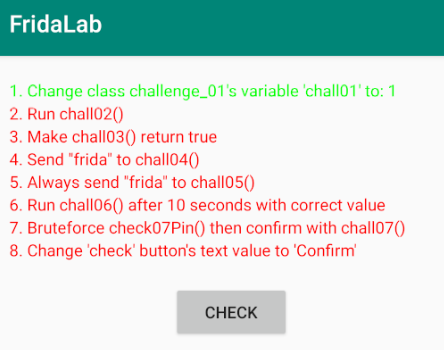 FridaLab
1. Change class challenge_01's variable 'chall01' to: 1
2. Run chall02()
3. Make chall03() return true
4. Send "frida" to chall04()
5. Always send "frida" to chall05()
6. Run chall06() after 10 seconds with correct value
7. Bruteforce check07Pin() then confirm with chall07()
8. Change 'check' button's text value to 'Confirm'
CHECK